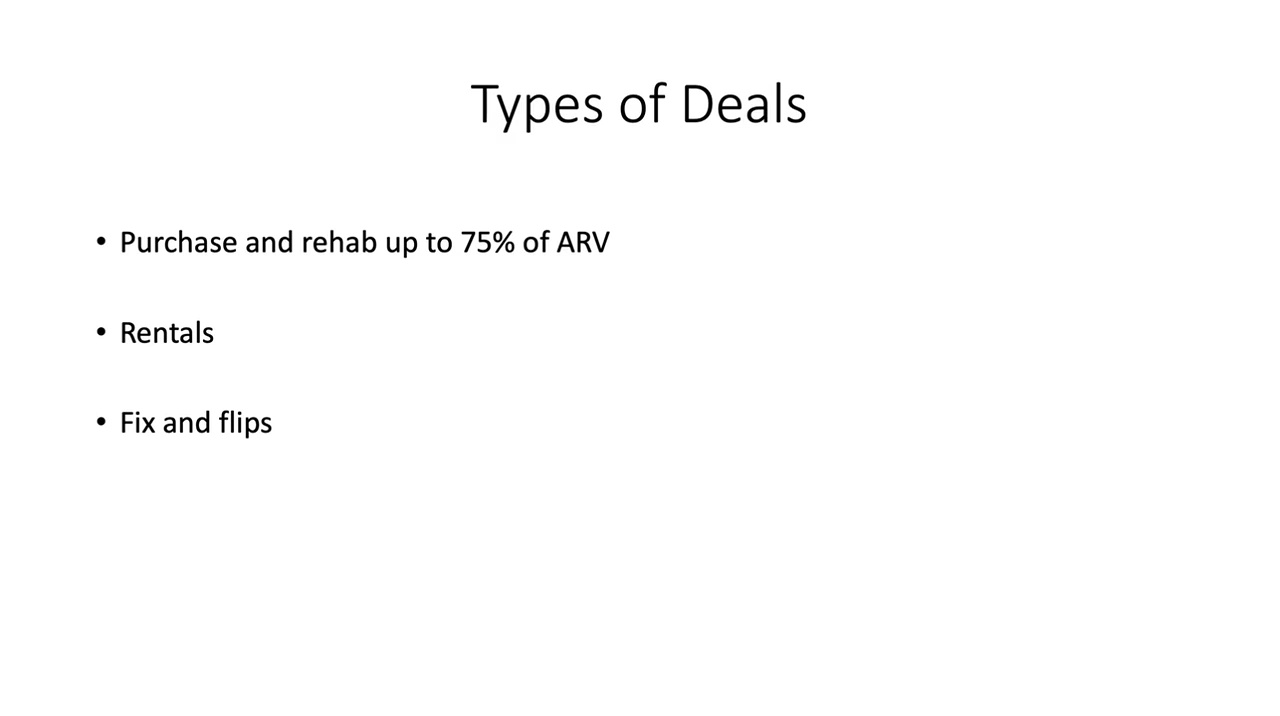 Types of Deals
• Purchase and rehab up to 75% of ARV
• Rentals
• Fix and flips